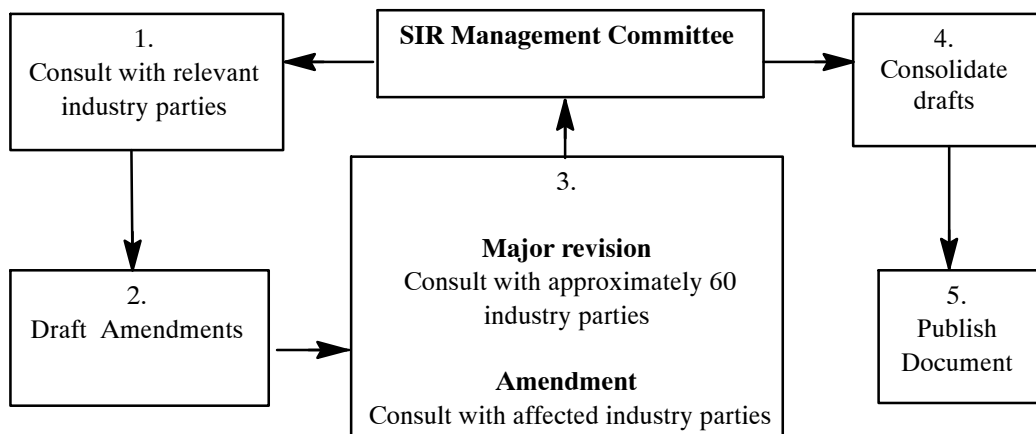 SIR Management Committee
1.
Consult with relevant
industry parties
2.
Draft Amendments
3.
Major revision
Consult with approximately 60
industry parties
Amendment
Consult with affected industry parties
4.
Consolidate
drafts
5.
Publish
Document